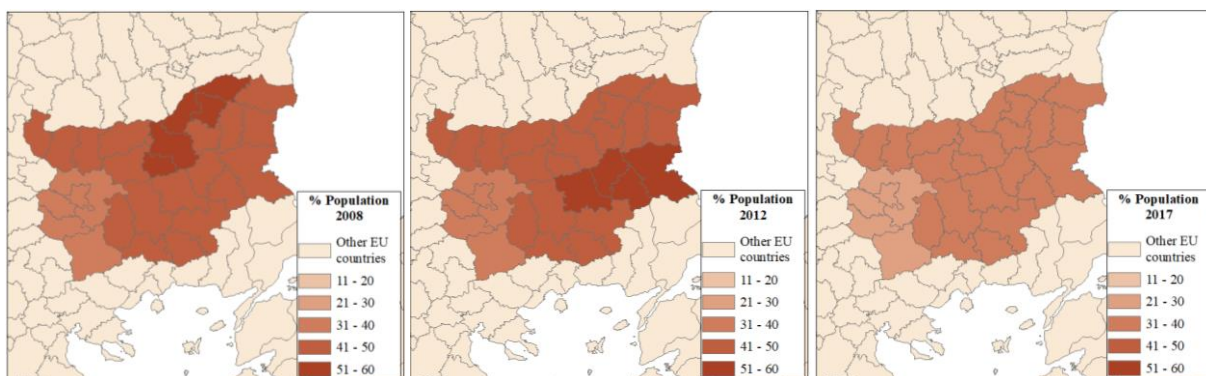 % Population
2008
Other EU
countries
11 - 20
21 - 30
31 - 40
41 - 50
51 - 60
% Population
2012
Other EU
countries
11 - 20
21 - 30
31 - 40
41 - 50
51 - 60
% Population
2017
Other EU
countries
11 - 20
21 - 30
31 - 40
41 - 50
51 - 60